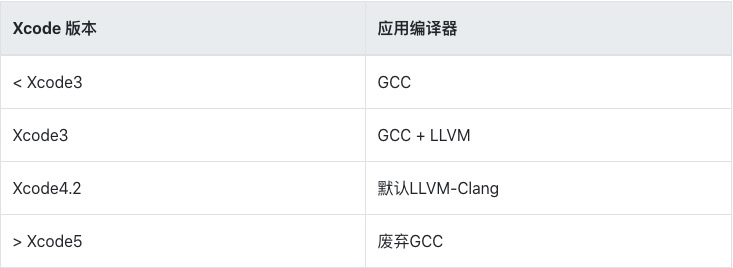 Xcode 版本 应用编译器
< Xcode3 GCC
Xcode3 GCC + LLVM
Xcode4.2 默认LLVM-Clang
> Xcode5 废弃GCC